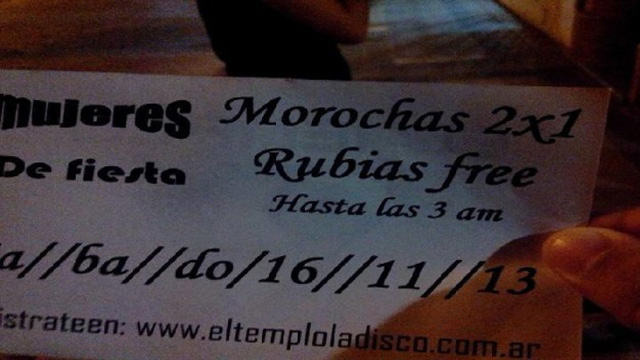 mujeres Morochas 2x1
De fiesta Rubias free
Hasta las 3 am
a//ba//do/16//11//13
istrateen: www.eltemploladisco.com.ar